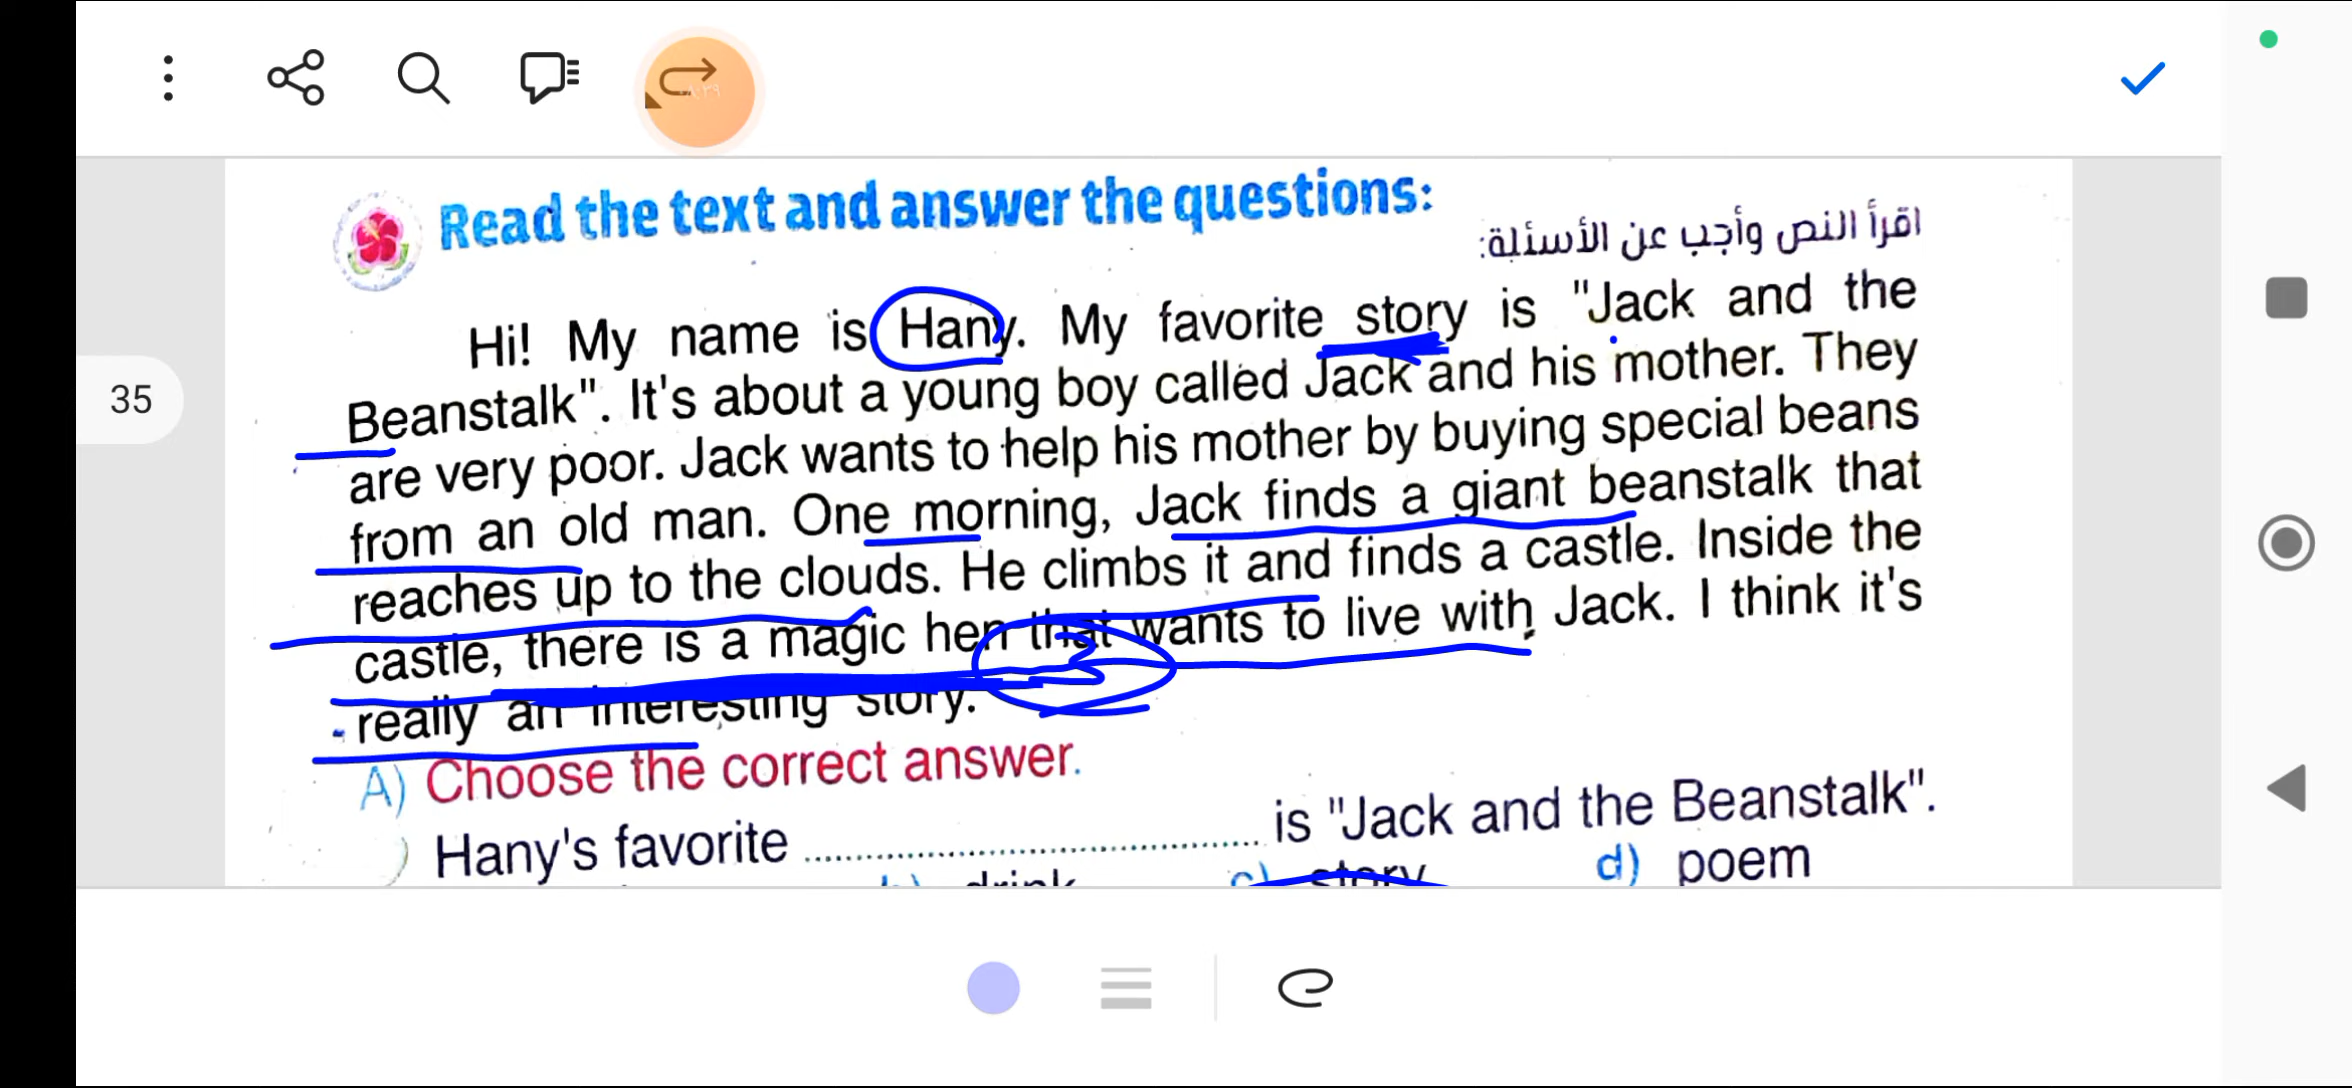 35
Read the text and answer the questions:
اقرأ النص وأجب عن الأسئلة:
Hi! My name is Hany. My favorite story is "Jack and the
Beanstalk". It's about a young boy called Jack and his mother. They
are very poor. Jack wants to help his mother by buying special beans
from an old man. One morning, Jack finds a giant beanstalk that
reaches up to the clouds. He climbs it and finds a castle. Inside the
castle, there is a magic hen that wants to live with Jack. I think it's
really an interesting story.
A) Choose the correct answer.
) Hany's favorite ........................................ is "Jack and the Beanstalk".
b) drink c) story d) poem